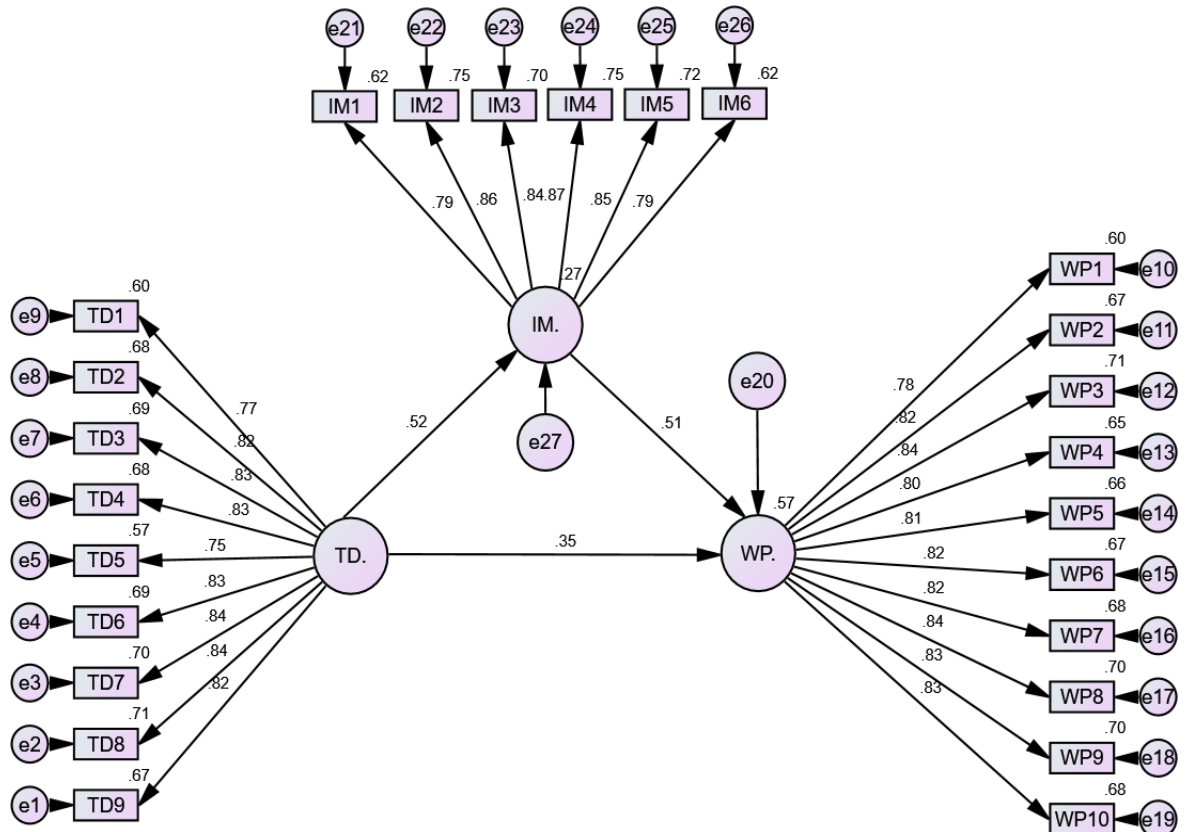 e21 e22 e23 e24 e25 e26
.62 .75 .70 .75 .72 .62
IM1 IM2 IM3 IM4 IM5 IM6
.79 .86 .84 .87 .85 .79
.27
IM.
e27
.52
.51
e20
.57
.35
TD.
WP.
.60
e9 TD1
.77
.68
e8 TD2
.82
.69
e7 TD3
.83
.68
e6 TD4
.83
.57
e5 TD5
.75
.69
e4 TD6
.83
.70
e3 TD7
.84
.71
e2 TD8
.84
.67
e1 TD9
.82
.60
WP1 e10
.78
.67
WP2 e11
.82
.71
WP3 e12
.84
.65
WP4 e13
.80
.66
WP5 e14
.81
.67
WP6 e15
.82
.68
WP7 e16
.82
.70
WP8 e17
.84
.70
WP9 e18
.83
.68
WP10 e19
.83